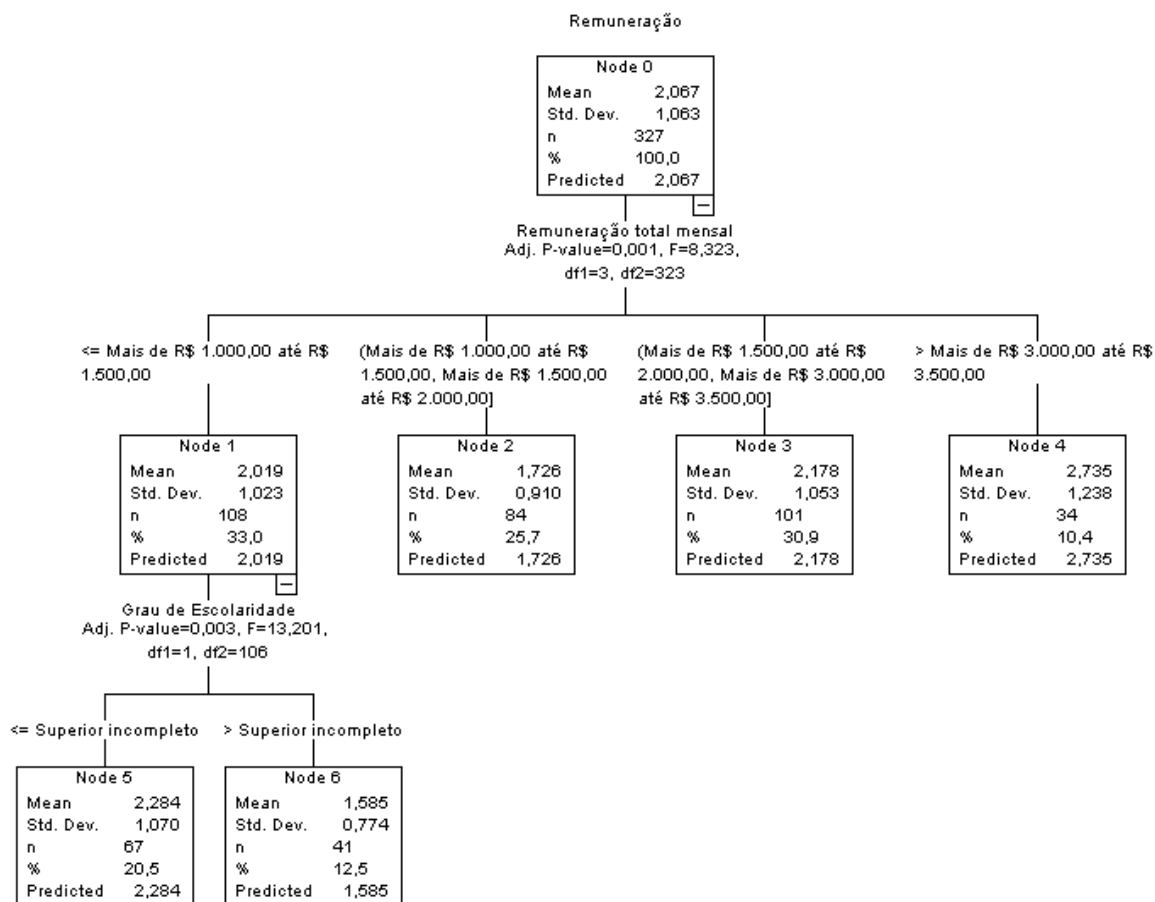 Remuneração
Node 0
Mean 2,067
Std. Dev. 1,063
n 327
% 100,0
Predicted 2,067
Remuneração total mensal
Adj. P-value=0,001, F=8,323,
df1=3, df2=323
<= Mais de R$ 1.000,00 até R$
1.500,00
(Mais de R$ 1.000,00 até R$
1.500,00, Mais de R$ 1.500,00
até R$ 2.000,00]
(Mais de R$ 1.500,00 até R$
2.000,00, Mais de R$ 3.000,00
até R$ 3.500,00]
> Mais de R$ 3.000,00 até R$
3.500,00
Node 1
Mean 2,019
Std. Dev. 1,023
n 108
% 33,0
Predicted 2,019
Node 2
Mean 1,726
Std. Dev. 0,910
n 84
% 25,7
Predicted 1,726
Node 3
Mean 2,178
Std. Dev. 1,053
n 101
% 30,9
Predicted 2,178
Node 4
Mean 2,735
Std. Dev. 1,238
n 34
% 10,4
Predicted 2,735
Grau de Escolaridade
Adj. P-value=0,003, F=13,201,
df1=1, df2=106
<= Superior incompleto
> Superior incompleto
Node 5
Mean 2,284
Std. Dev. 1,070
n 67
% 20,5
Predicted 2,284
Node 6
Mean 1,585
Std. Dev. 0,774
n 41
% 12,5
Predicted 1,585